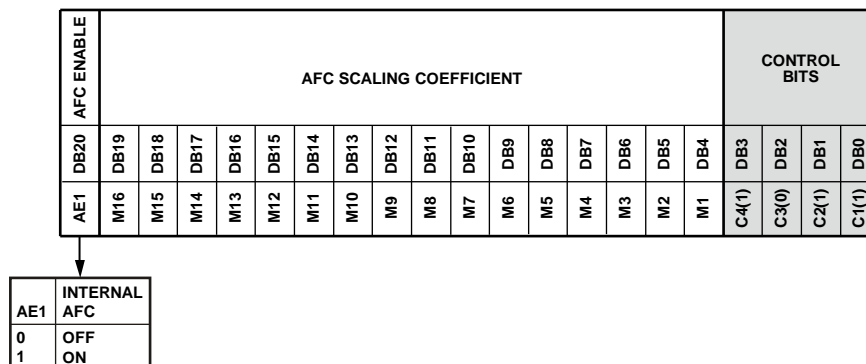 AFC ENABLE
AFC SCALING COEFFICIENT
CONTROL
BITS
DB20 DB19 DB18 DB17 DB16 DB15 DB14 DB13 DB12 DB11 DB10 DB9 DB8 DB7 DB6 DB5 DB4 DB3 DB2 DB1 DB0
AE1 M16 M15 M14 M13 M12 M11 M10 M9 M8 M7 M6 M5 M4 M3 M2 M1 C4(1) C3(0) C2(1) C1(1)
INTERNAL
AE1 AFC
0 OFF
1 ON